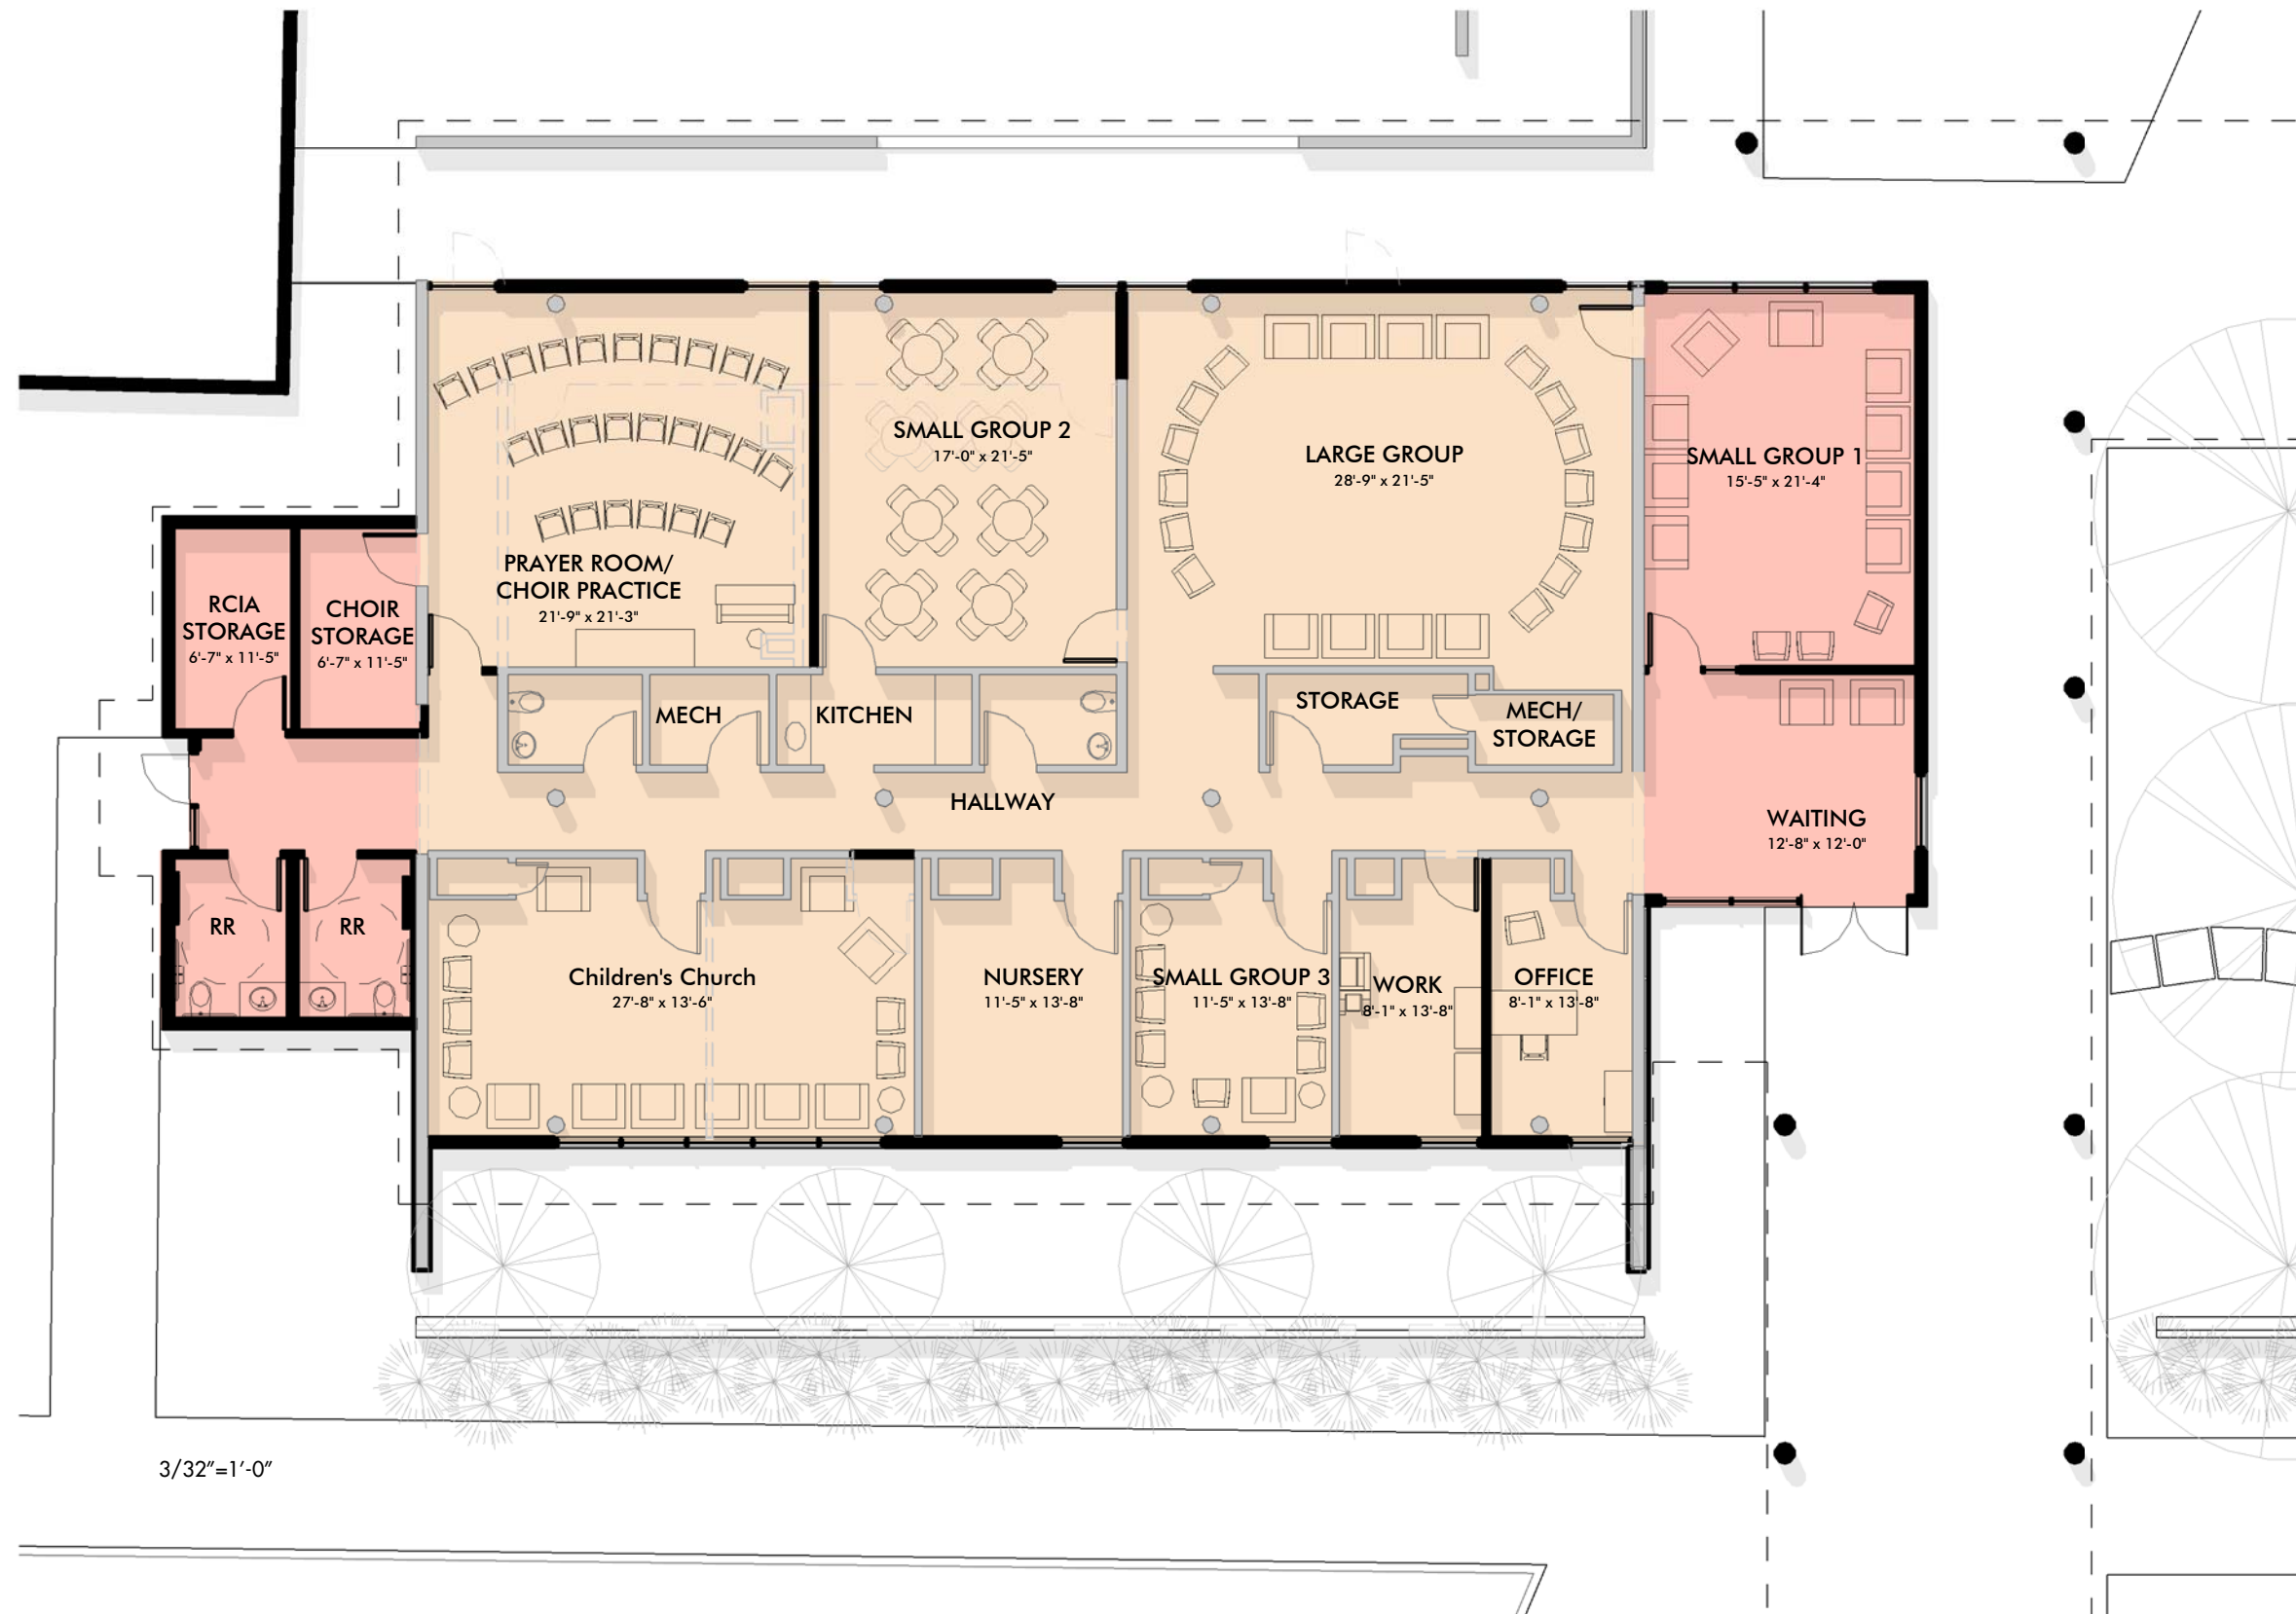 SMALL GROUP 2
17'-0" x 21'-5"
LARGE GROUP
28'-9" x 21'-5"
SMALL GROUP 1
15'-5" x 21'-4"
PRAYER ROOM/
CHOIR PRACTICE
21'-9" x 21'-3"
RCIA
STORAGE
6'-7" x 11'-5"
CHOIR
STORAGE
6'-7" x 11'-5"
MECH
KITCHEN
STORAGE
MECH/
STORAGE
HALLWAY
WAITING
12'-8" x 12'-0"
RR
RR
Children's Church
27'-8" x 13'-6"
NURSERY
11'-5" x 13'-8"
SMALL GROUP 3
11'-5" x 13'-8"
WORK
8'-1" x 13'-8"
OFFICE
8'-1" x 13'-8"
3/32"=1'-0"